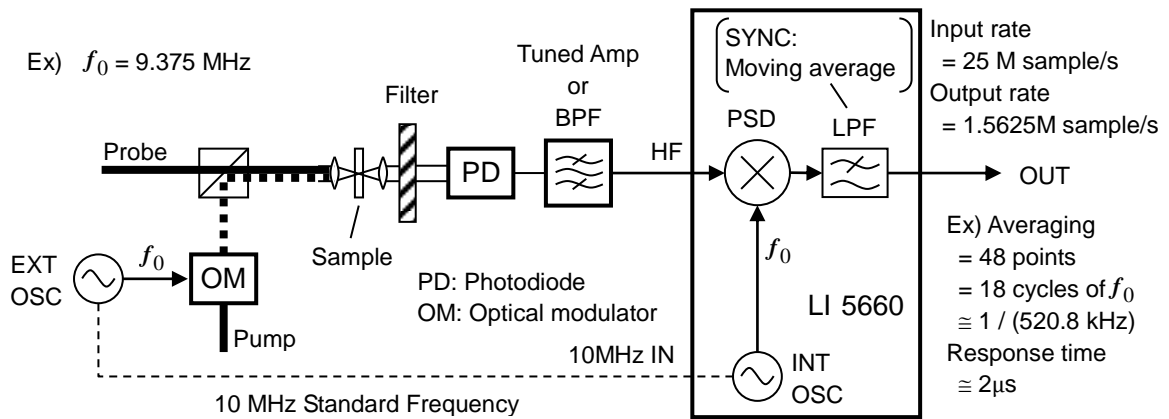 Ex) f₀ = 9.375 MHz
Probe
EXT
OSC
f₀
OM
Pump
Sample
Filter
PD
Tuned Amp
or
BPF
PD: Photodiode
OM: Optical modulator
10 MHz Standard Frequency
10MHz IN
HF
SYNC:
Moving average
PSD
LPF
f₀
LI 5660
INT
OSC
Input rate
= 25 M sample/s
Output rate
= 1.5625M sample/s
OUT
Ex) Averaging
= 48 points
= 18 cycles of f₀
≅ 1 / (520.8 kHz)
Response time
≅ 2μs